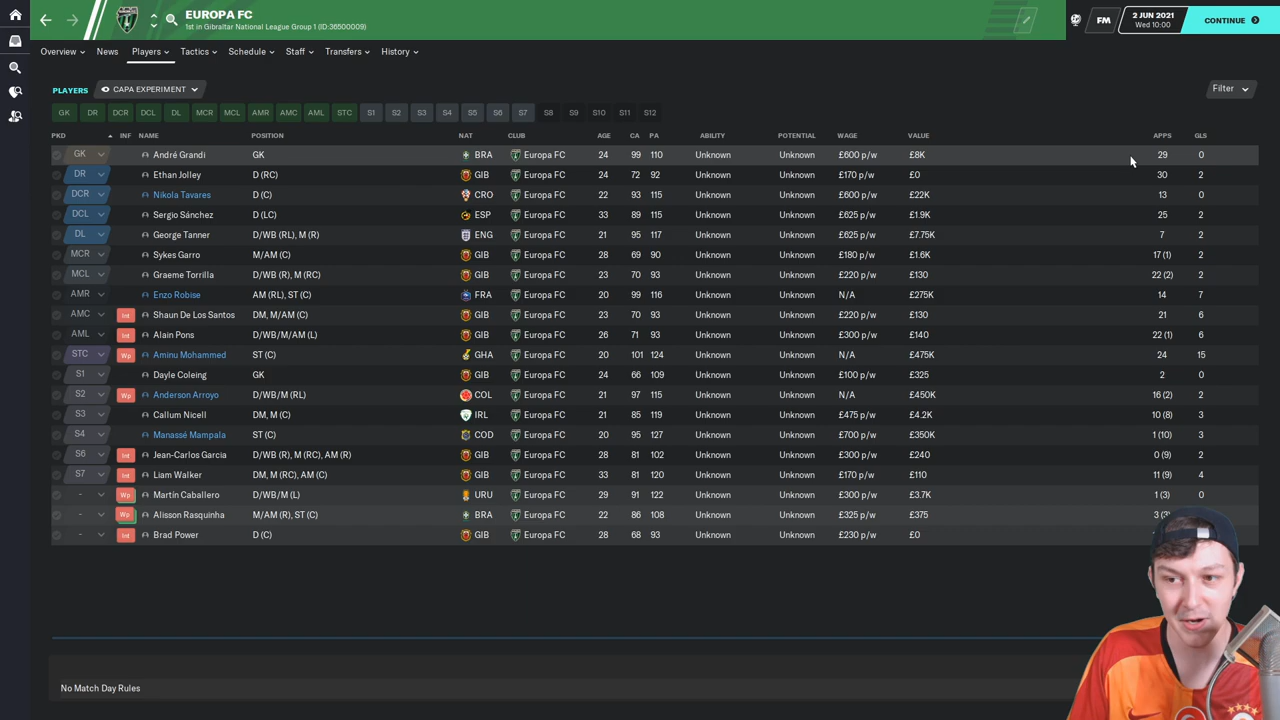 EUROPA FC
1st in Gibraltar National League Group 1 (ID:36500009)
FM
2 JUN 2021
Wed 10:00
CONTINUE
Overview News Players Tactics Schedule Staff Transfers History
PLAYERS CAPA EXPERIMENT Filter
GK DR DCR DCL DL MCR MCL AMR AMC AML STC S1 S2 S3 S4 S5 S6 S7 S8 S9 S10 S11 S12
PKD INF NAME POSITION NAT CLUB AGE CA PA ABILITY POTENTIAL WAGE VALUE APPS GLS
GK André Grandi GK BRA Europa FC 24 99 110 Unknown Unknown £600 p/w £8K 29 0
DR Ethan Jolley D (RC) GIB Europa FC 24 72 92 Unknown Unknown £170 p/w £0 30 2
DCR Nikola Tavares D (C) CRO Europa FC 22 93 115 Unknown Unknown £600 p/w £22K 13 0
DCL Sergio Sánchez D (LC) ESP Europa FC 33 89 115 Unknown Unknown £625 p/w £1.9K 25 2
DL George Tanner D/WB (RL), M (R) ENG Europa FC 21 95 117 Unknown Unknown £625 p/w £7.75K 7 2
MCR Sykes Garro M/AM (C) GIB Europa FC 28 69 90 Unknown Unknown £180 p/w £1.6K 17 (1) 2
MCL Graeme Torrilla D/WB (R), M (RC) GIB Europa FC 23 70 93 Unknown Unknown £220 p/w £130 22 (2) 2
AMR Enzo Robise AM (RL), ST (C) FRA Europa FC 20 99 116 Unknown Unknown N/A £275K 14 7
AMC Int Shaun De Los Santos DM, M/AM (C) GIB Europa FC 23 70 93 Unknown Unknown £220 p/w £130 21 6
AML Int Alain Pons D/WB/M/AM (L) GIB Europa FC 26 71 93 Unknown Unknown £300 p/w £140 22 (1) 6
STC Wp Aminu Mohammed ST (C) GHA Europa FC 20 101 124 Unknown Unknown N/A £475K 24 15
S1 Dayle Coleing GK GIB Europa FC 24 66 109 Unknown Unknown £100 p/w £325 2 0
S2 Wp Anderson Arroyo D/WB/M (RL) COL Europa FC 21 97 115 Unknown Unknown N/A £450K 16 (2) 2
S3 Callum Nicell DM, M (C) IRL Europa FC 21 85 119 Unknown Unknown £475 p/w £4.2K 10 (8) 3
S4 Manassé Mampala ST (C) COD Europa FC 20 95 127 Unknown Unknown £700 p/w £350K 1 (10) 3
S6 Int Jean-Carlos Garcia D/WB (R), M (RC), AM (R) GIB Europa FC 28 81 102 Unknown Unknown £300 p/w £240 0 (9) 2
S7 Int Liam Walker DM, M (RC), AM (C) GIB Europa FC 33 81 120 Unknown Unknown £170 p/w £110 11 (9) 4
- Wp Martín Caballero D/WB/M (L) URU Europa FC 29 91 122 Unknown Unknown £300 p/w £3.7K 1 (3) 0
- Wp Alisson Rasquinha M/AM (R), ST (C) BRA Europa FC 22 86 108 Unknown Unknown £325 p/w £375
- Int Brad Power D (C) GIB Europa FC 28 68 93 Unknown Unknown £230 p/w £0
No Match Day Rules